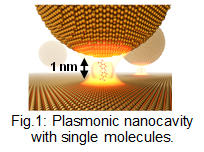 1 nm
Fig.1: Plasmonic nanocavity
with single molecules.